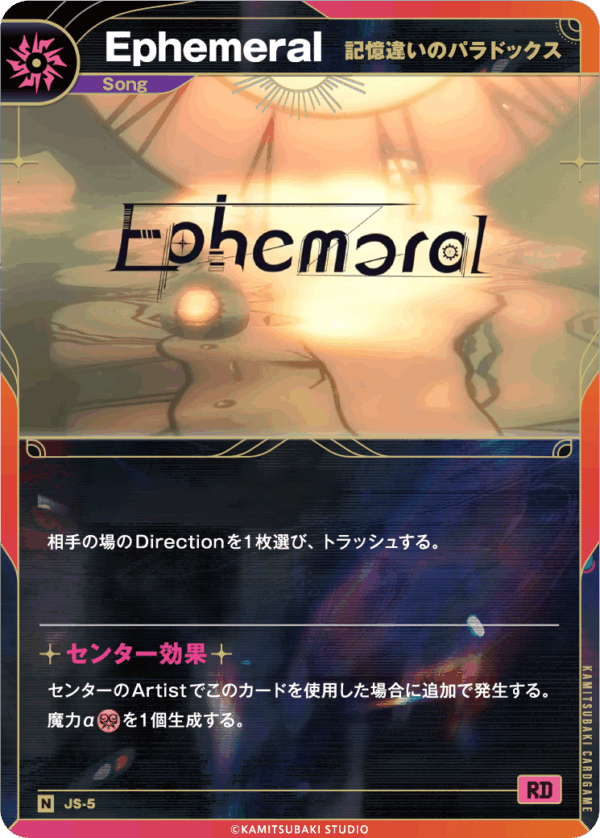 Ephemeral 記憶違いのパラドックス
Song
Ephemeral
相手の場のDirectionを1枚選び、トラッシュする。
センター効果
センターのArtistでこのカードを使用した場合に追加で発生する。
魔力αを1個生成する。
KAMITSUBAKI CARDGAME
RD
N JS-5
©KAMITSUBAKI STUDIO